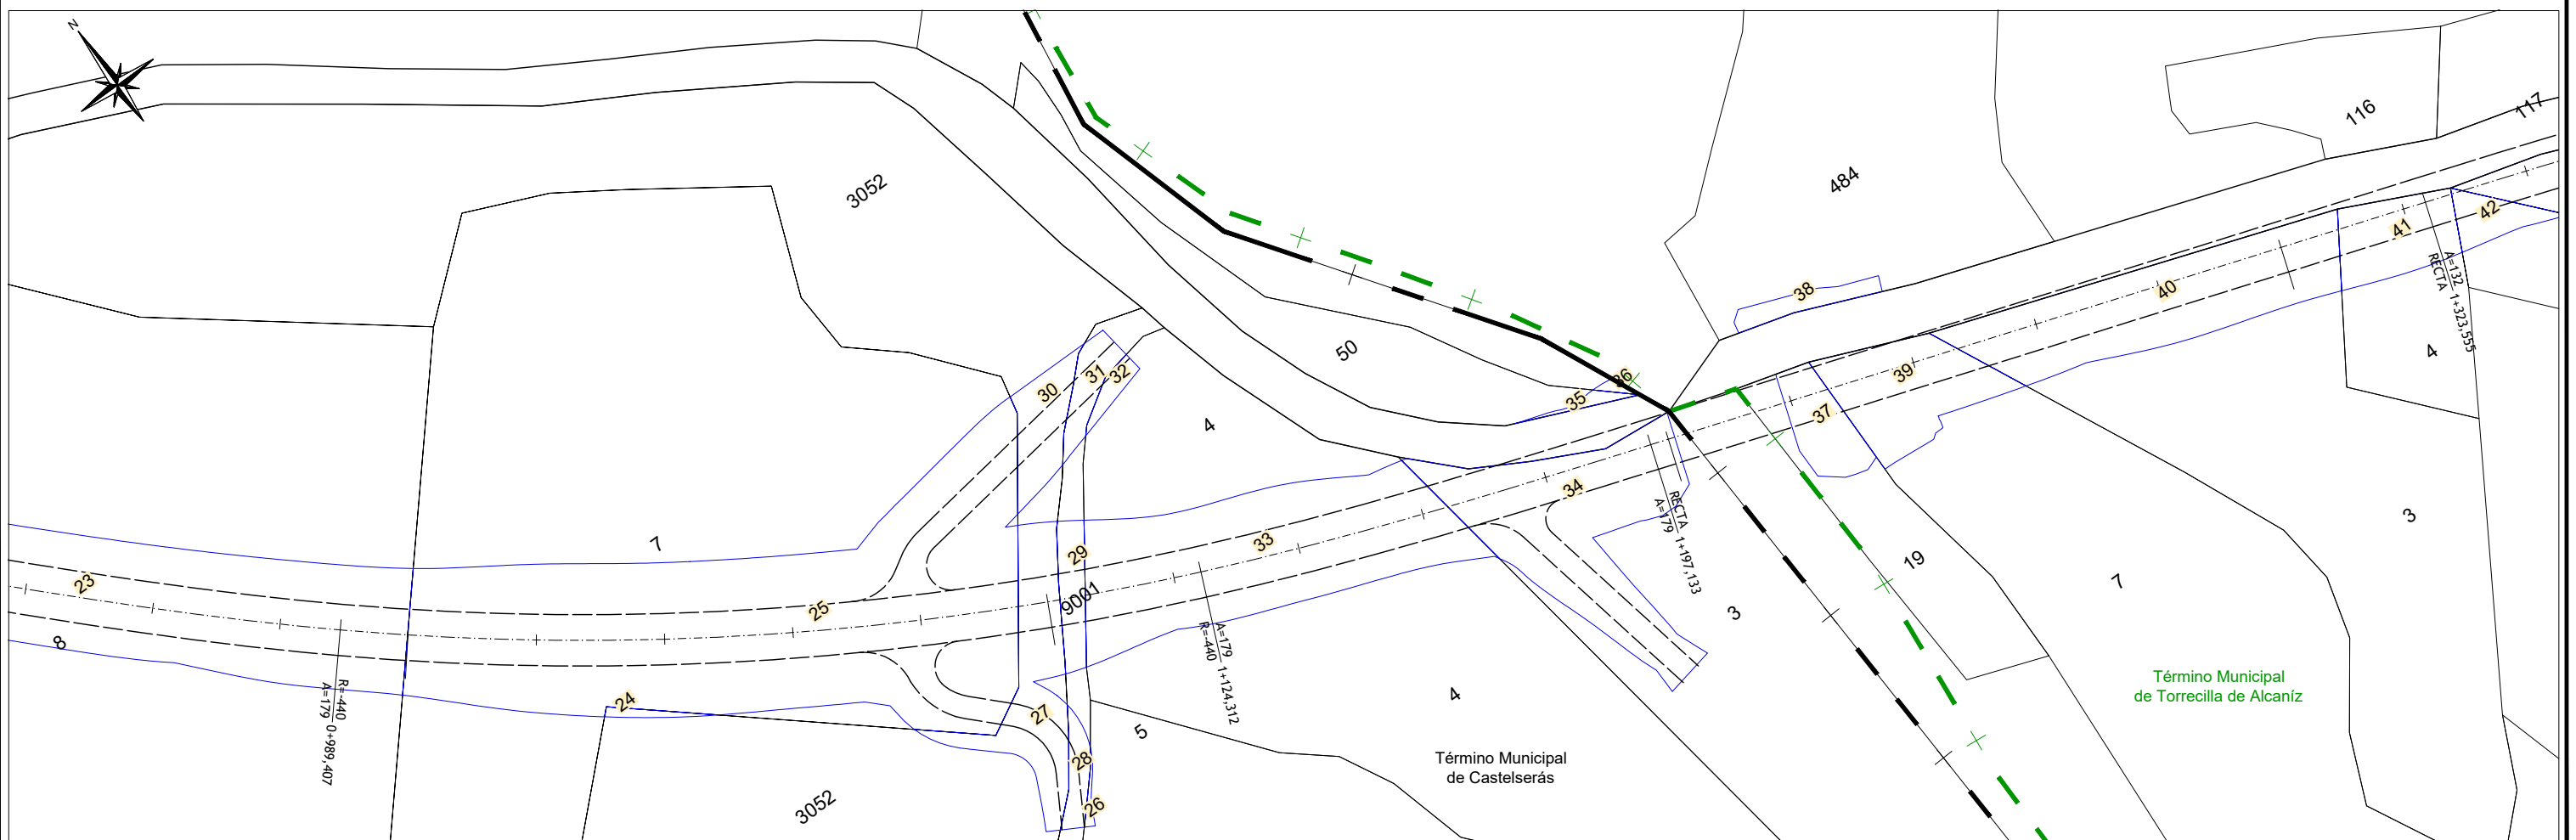 N
3052
484
116
117
42
41
A=1323
RECTA 1+323,555
40
38
50
36
35
39
37
4
30
31
32
4
34
RECTA
A=179 1+197,133
3
7
33
29
9001
19
7
3
23
25
8
A=179
R=-440 1+124,312
R=-440
A=179 0+989,407
24
27
5
4
28
26
3052
Término Municipal
de Torrecilla de Alcaníz
Término Municipal
de Castelserás